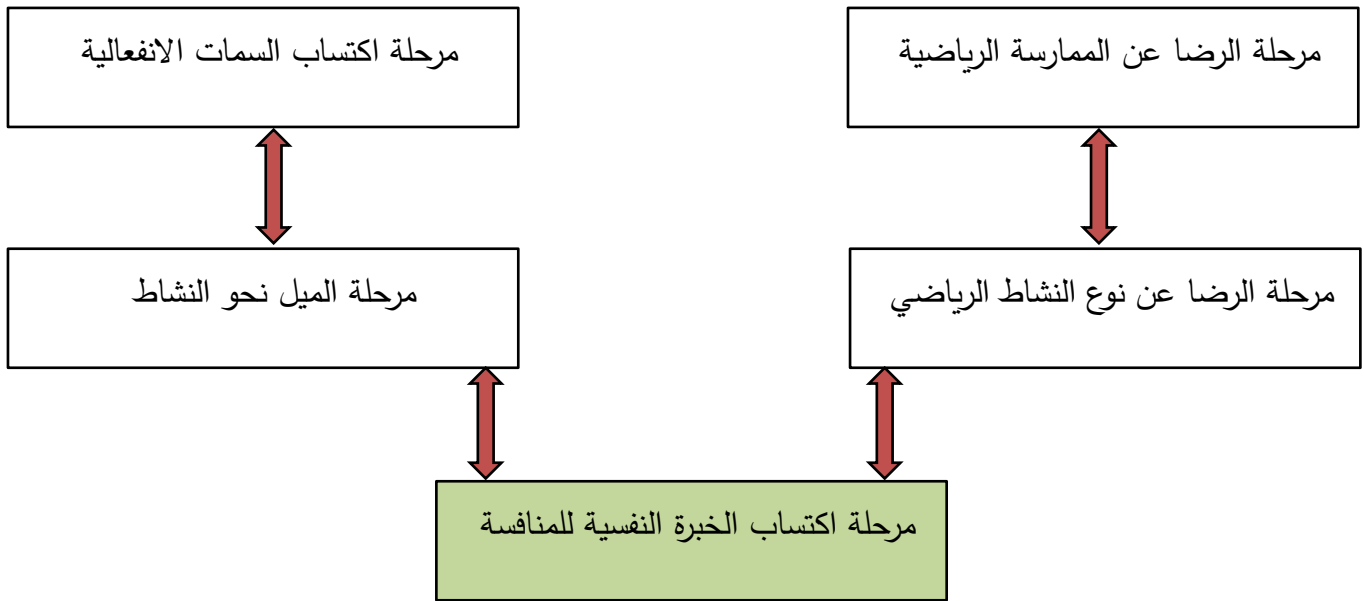 مرحلة الرضا عن الممارسة الرياضية
مرحلة اكتساب السمات الانفعالية
مرحلة الرضا عن نوع النشاط الرياضي
مرحلة الميل نحو النشاط
مرحلة اكتساب الخبرة النفسية للمنافسة